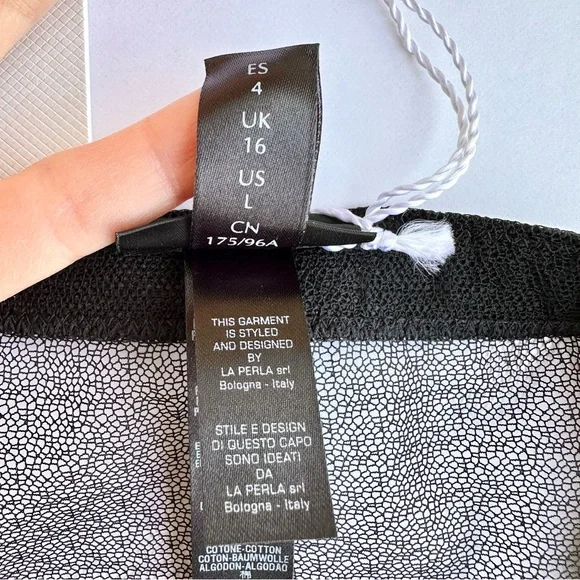 ES
4
UK
16
US
L
CN
175/96A
THIS GARMENT
IS STYLED
AND DESIGNED
BY
LA PERLA srl
Bologna - Italy
STILE E DESIGN
DI QUESTO CAPO
SONO IDEATI
DA
LA PERLA srl
Bologna - Italy
COTONE-COTTON
COTON-BAUMWOLLE
ALGODON-ALGODAO